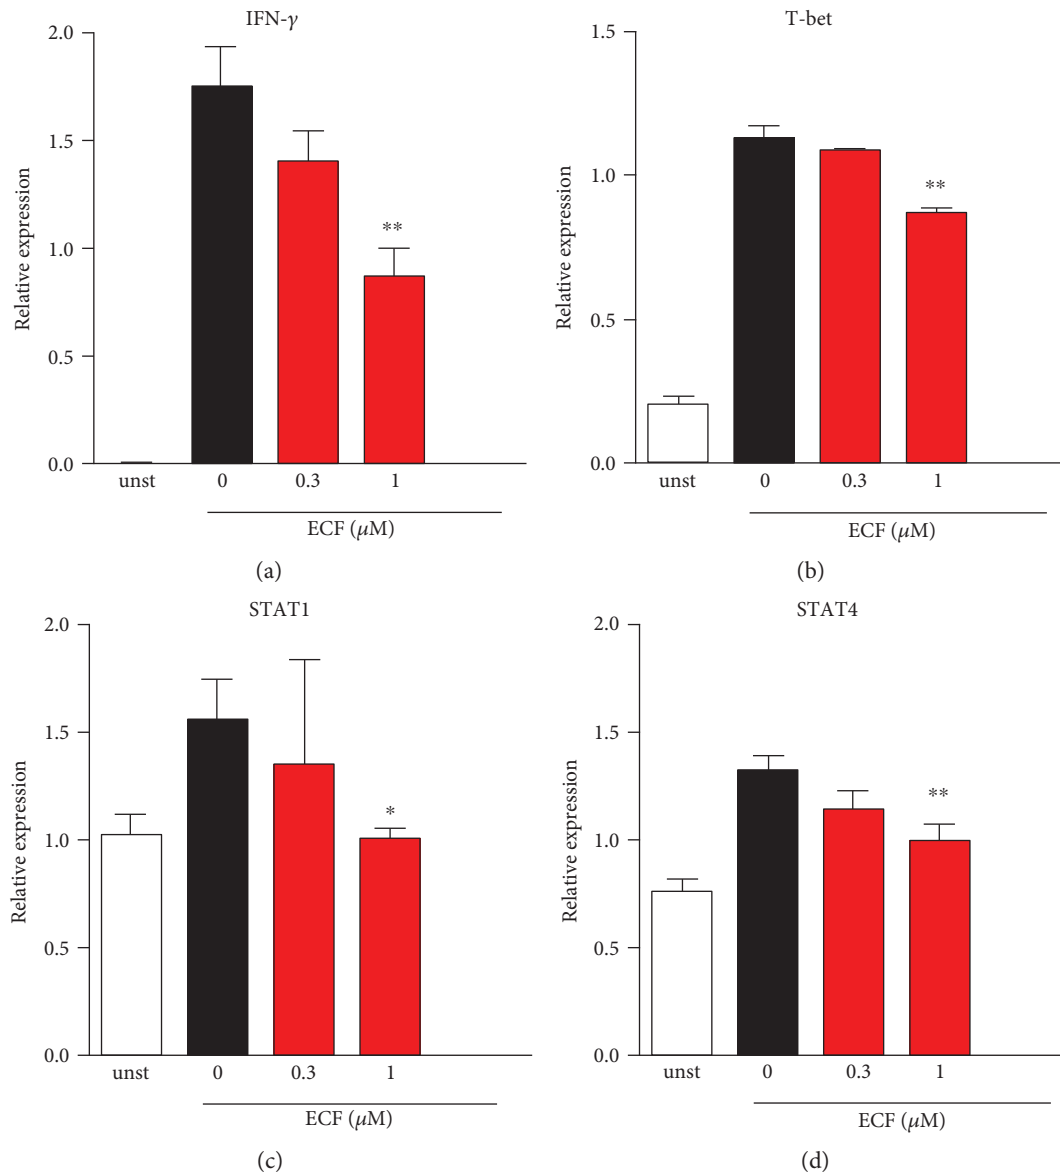 IFN-γ
2.0
1.5
1.0
0.5
0.0
Relative expression
**
unst 0 0.3 1
ECF (μM)
(a)
T-bet
1.5
1.0
0.5
0.0
Relative expression
**
unst 0 0.3 1
ECF (μM)
(b)
STAT1
2.0
1.5
1.0
0.5
0.0
Relative expression
*
unst 0 0.3 1
ECF (μM)
(c)
STAT4
2.0
1.5
1.0
0.5
0.0
Relative expression
**
unst 0 0.3 1
ECF (μM)
(d)